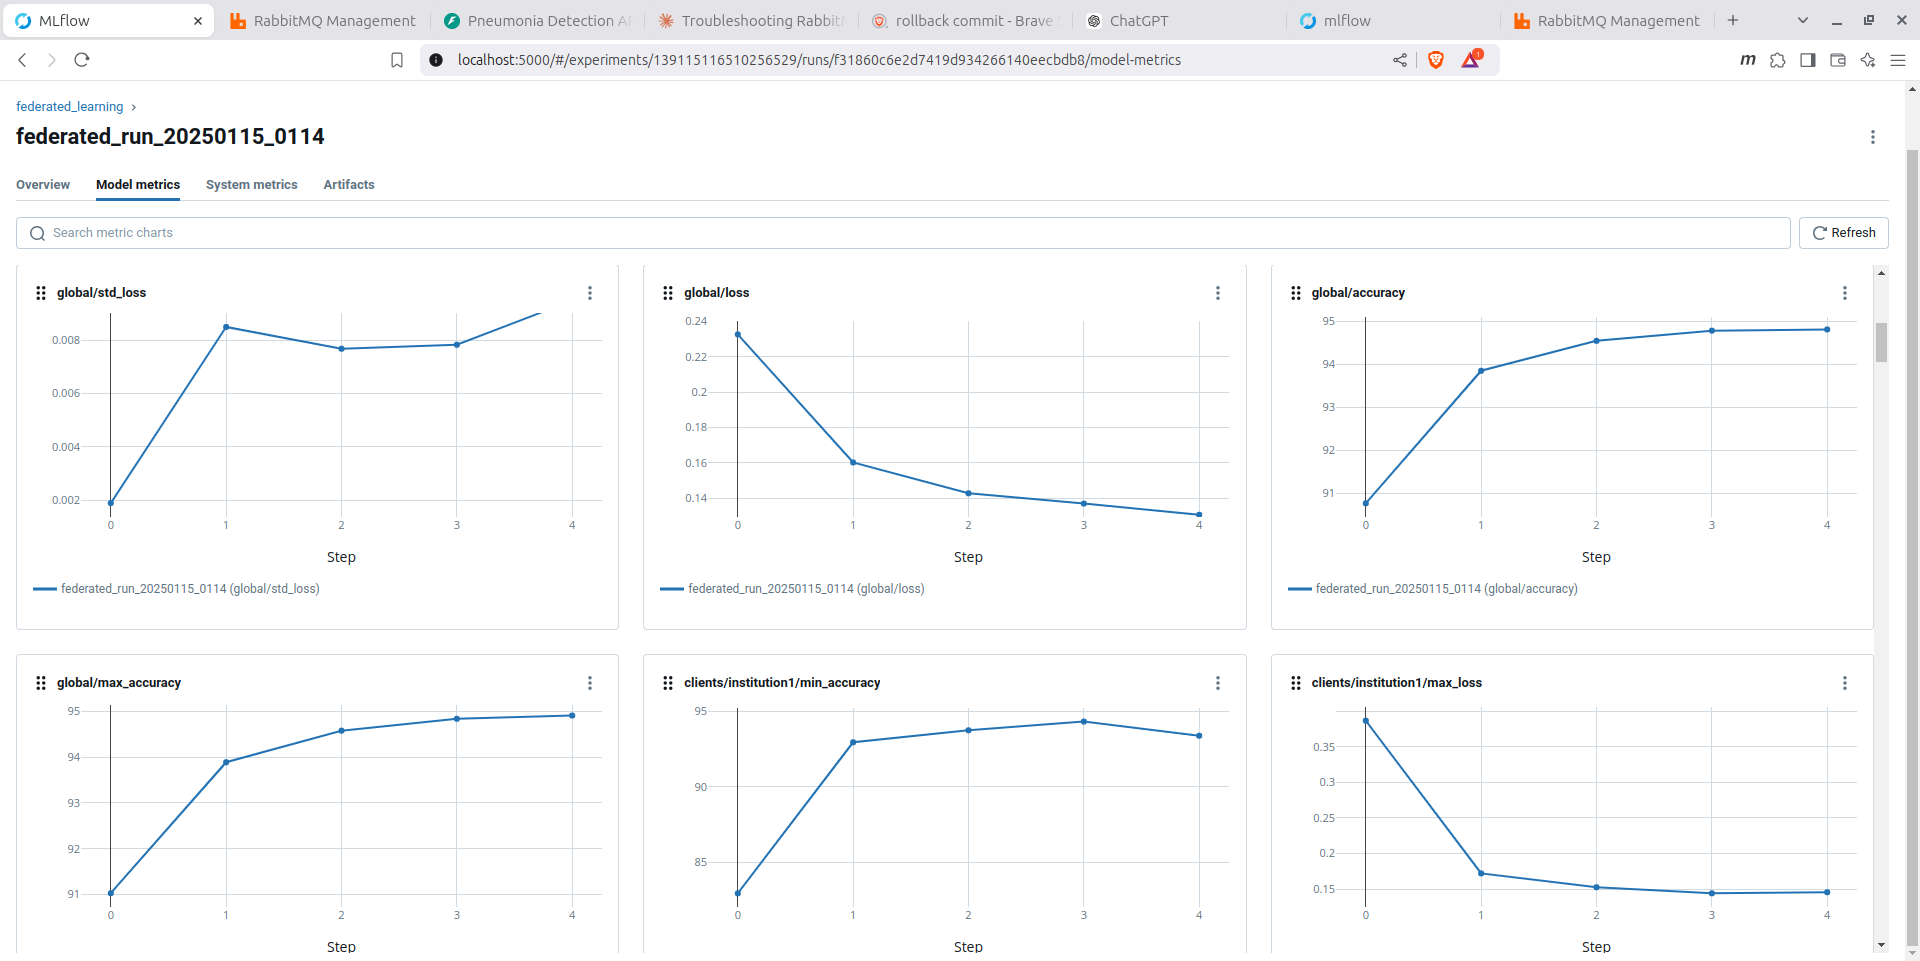 MLflow
RabbitMQ Management
Pneumonia Detection
Troubleshooting Rabbit
rollback commit - Brave
ChatGPT
mlflow
RabbitMQ Management
localhost:5000/#/experiments/139115116510256529/runs/f31860c6e2d7419d934266140eecbdb8/model-metrics
1
m
federated_learning ›
federated_run_20250115_0114
Overview
Model metrics
System metrics
Artifacts
Search metric charts
Refresh
global/std_loss
0.008
0.006
0.004
0.002
0 1 2 3 4
Step
federated_run_20250115_0114 (global/std_loss)
global/loss
0.24
0.22
0.2
0.18
0.16
0.14
0 1 2 3 4
Step
federated_run_20250115_0114 (global/loss)
global/accuracy
95
94
93
92
91
0 1 2 3 4
Step
federated_run_20250115_0114 (global/accuracy)
global/max_accuracy
95
94
93
92
91
0 1 2 3 4
Step
clients/institution1/min_accuracy
95
90
85
0 1 2 3 4
Step
clients/institution1/max_loss
0.35
0.3
0.25
0.2
0.15
0 1 2 3 4
Step